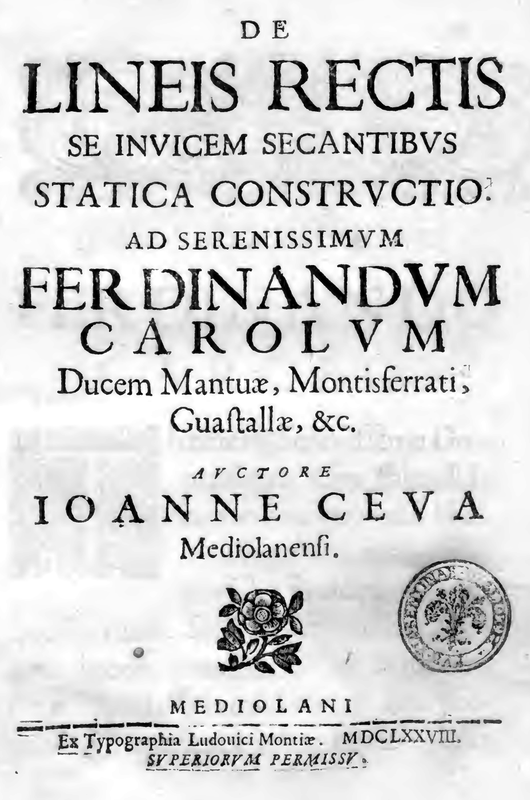 DE
LINEIS RECTIS
SE INVICEM SECANTIBVS
STATICA CONSTRVCTIO.
AD SERENISSIMVM
FERDINANDVM
CAROLVM
Ducem Mantuæ, Montisferrati,
Guaſtallæ, &c.
AVCTORE
IOANNE CEVA
Mediolanenſi.
MEDIOLANI
Ex Typographia Ludouici Montiæ. MDCLXXVIII.
SVPERIORVM PERMISSV.